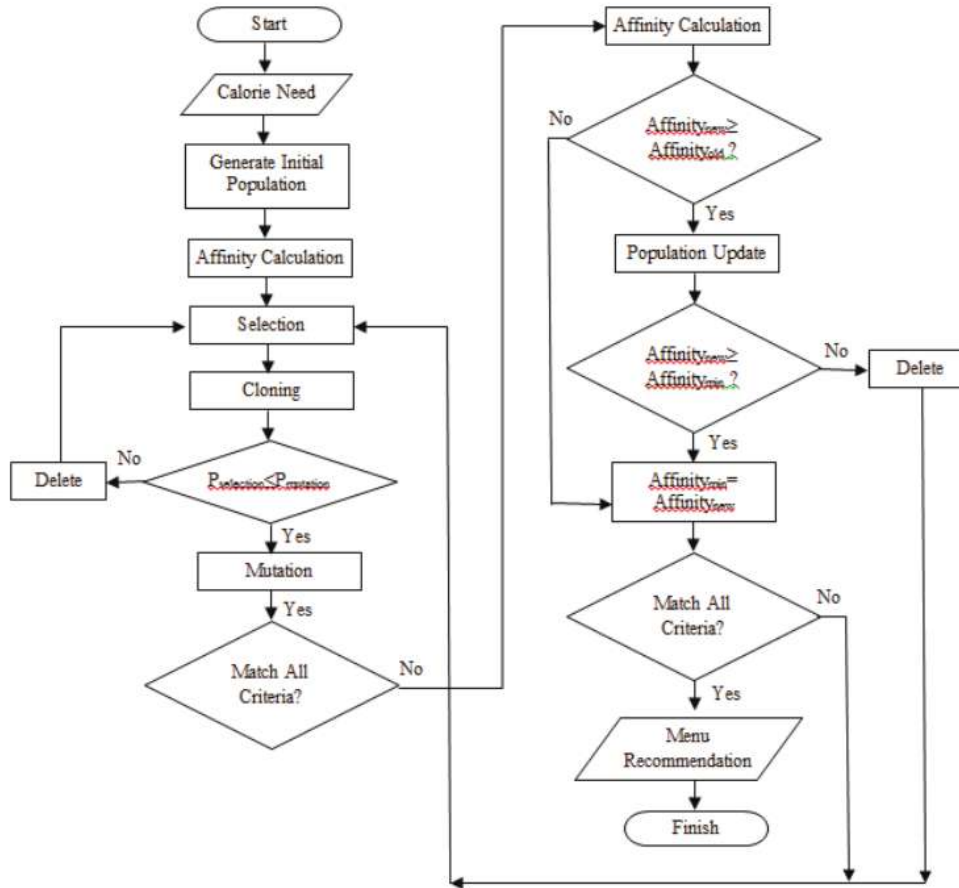 Start
Calorie Need
Generate Initial
Population
Affinity Calculation
Selection
Cloning
No
Delete
Pselection<Pmutation
Yes
Mutation
Yes
Match All
Criteria?
No
Affinity Calculation
No
Affinitynew≥
Affinityold ?
Yes
Population Update
Affinitynew≥
Affinitymin ?
No
Delete
Yes
Affinitymin=
Affinitynew
Match All
Criteria?
No
Yes
Menu
Recommendation
Finish